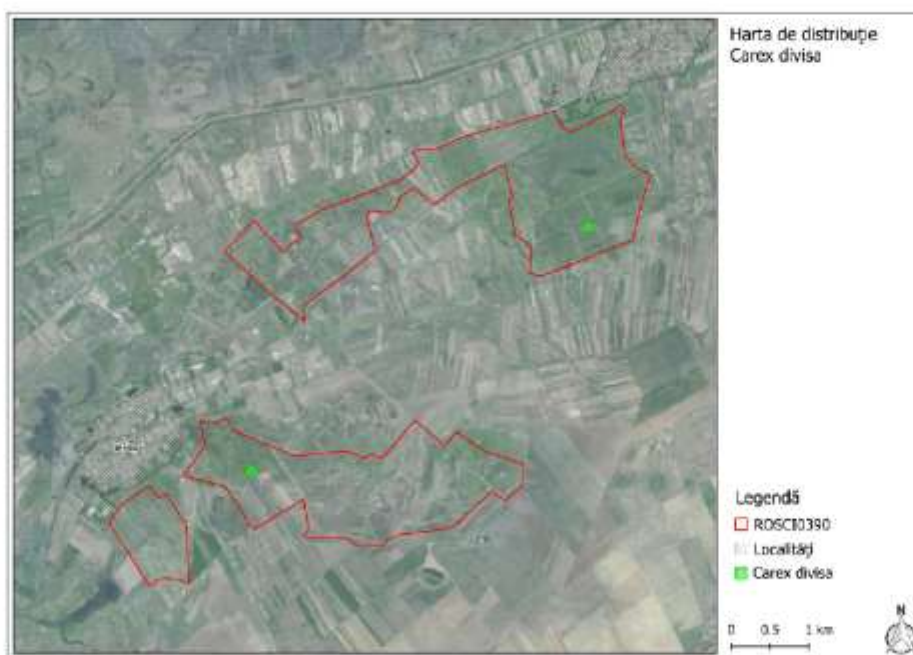 Harta de distribuție
Carex divisa
Legendă
ROSCI0390
Localități
Carex divisa
N
0 0.5 1 km